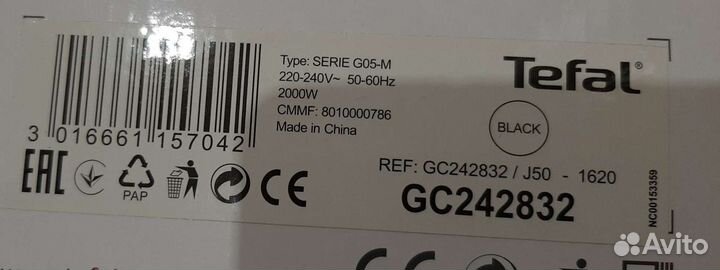 Type: SERIE G05-M
220-240V~ 50-60Hz
2000W
CMMF: 8010000786
Made in China
3 016661 157042
EAC
PAP
CE
Tefal
BLACK
REF: GC242832 / J50 - 1620
GC242832
NC00153359
CE
Avito